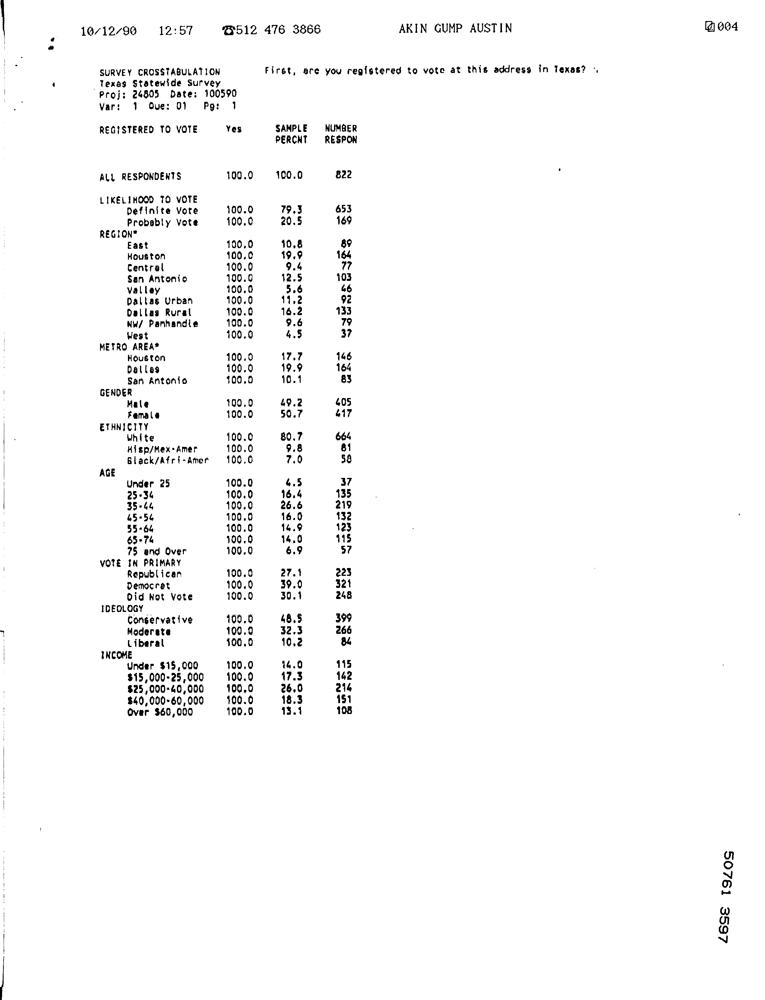 10/12/90 12:57 ☎512 476 3866 AKIN GUMP AUSTIN 004
SURVEY CROSSTABULATION First, are you registered to vote at this address in Texas?
Texas Statewide Survey
Proj: 24805 Date: 100590
Var: 1 Que: 01 Pg: 1
REGISTERED TO VOTE Yes SAMPLE NUMBER
PERCNT RESPON
ALL RESPONDENTS 100.0 100.0 822
LIKELIHOOD TO VOTE
Definite Vote 100.0 79.3 653
Probably Vote 100.0 20.5 169
REGION*
East 100.0 10.8 89
Houston 100.0 19.9 164
Central 100.0 9.4 77
San Antonio 100.0 12.5 103
Valley 100.0 5.6 46
Dallas Urban 100.0 11.2 92
Dallas Rural 100.0 16.2 133
NW/ Panhandle 100.0 9.6 79
West 100.0 4.5 37
METRO AREA*
Houston 100.0 17.7 146
Dallas 100.0 19.9 164
San Antonio 100.0 10.1 83
GENDER
Male 100.0 49.2 405
Female 100.0 50.7 417
ETHNICITY
White 100.0 80.7 664
Hisp/Mex-Amer 100.0 9.8 81
Black/Afri-Amer 100.0 7.0 58
AGE
Under 25 100.0 4.5 37
25-34 100.0 16.4 135
35-44 100.0 26.6 219
45-54 100.0 16.0 132
55-64 100.0 14.9 123
65-74 100.0 14.0 115
75 and Over 100.0 6.9 57
VOTE IN PRIMARY
Republican 100.0 27.1 223
Democrat 100.0 39.0 321
Did Not Vote 100.0 30.1 248
IDEOLOGY
Conservative 100.0 48.5 399
Moderate 100.0 32.3 266
Liberal 100.0 10.2 84
INCOME
Under $15,000 100.0 14.0 115
$15,000-25,000 100.0 17.3 142
$25,000-40,000 100.0 26.0 214
$40,000-60,000 100.0 18.3 151
Over $60,000 100.0 13.1 108
50761 3597